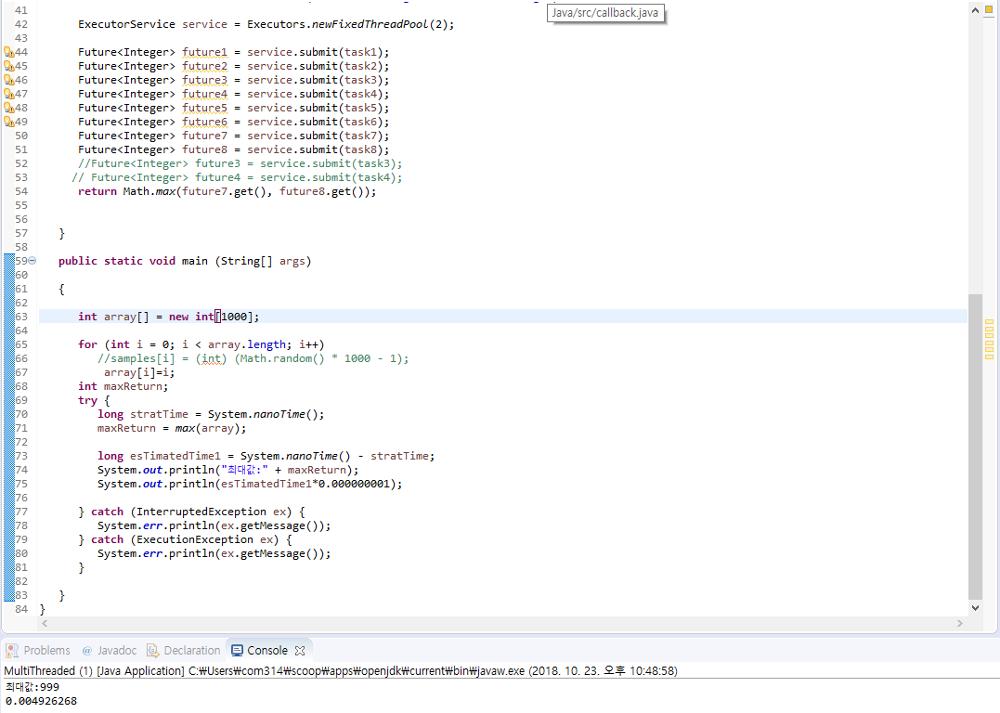 Java/src/callback.java
41
42 ExecutorService service = Executors.newFixedThreadPool(2);
43
44 Future<Integer> future1 = service.submit(task1);
45 Future<Integer> future2 = service.submit(task2);
46 Future<Integer> future3 = service.submit(task3);
47 Future<Integer> future4 = service.submit(task4);
48 Future<Integer> future5 = service.submit(task5);
49 Future<Integer> future6 = service.submit(task6);
50 Future<Integer> future7 = service.submit(task7);
51 Future<Integer> future8 = service.submit(task8);
52 //Future<Integer> future3 = service.submit(task3);
53 // Future<Integer> future4 = service.submit(task4);
54 return Math.max(future7.get(), future8.get());
55
56
57 }
58
59 public static void main (String[] args)
60
61 {
62
63 int array[] = new int[1000];
64
65 for (int i = 0; i < array.length; i++)
66 //samples[i] = (int) (Math.random() * 1000 - 1);
67 array[i]=i;
68 int maxReturn;
69 try {
70 long stratTime = System.nanoTime();
71 maxReturn = max(array);
72
73 long esTimatedTime1 = System.nanoTime() - stratTime;
74 System.out.println("최대값:" + maxReturn);
75 System.out.println(esTimatedTime1*0.000000001);
76
77 } catch (InterruptedException ex) {
78 System.err.println(ex.getMessage());
79 } catch (ExecutionException ex) {
80 System.err.println(ex.getMessage());
81 }
82
83 }
84 }
Problems @ Javadoc Declaration Console
MultiThreaded (1) [Java Application] C:₩Users₩com314₩scoop₩apps₩openjdk₩current₩bin₩javaw.exe (2018. 10. 23. 오후 10:48:58)
최대값:999
0.004926268